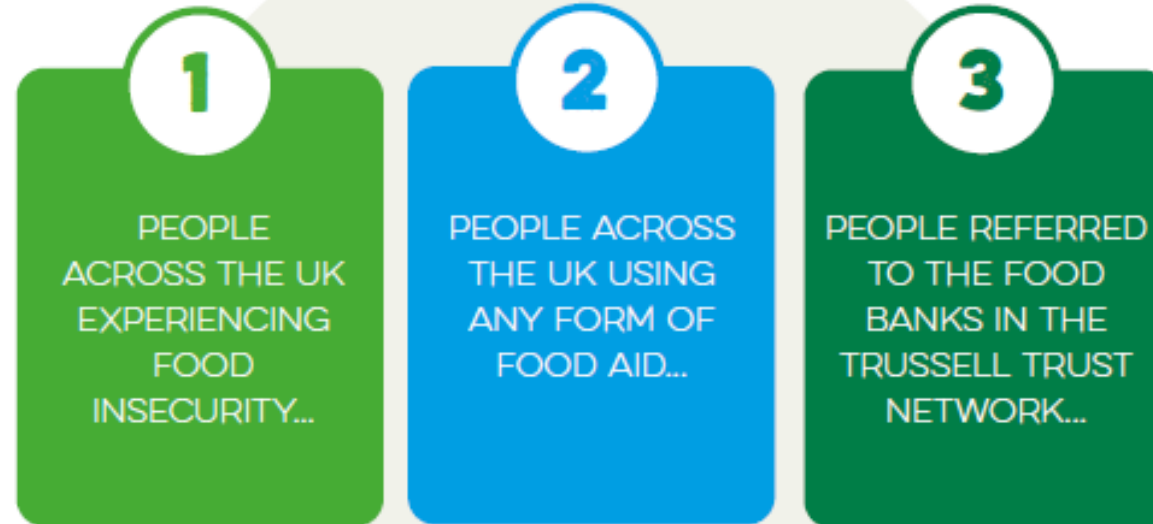 1
PEOPLE
ACROSS THE UK
EXPERIENCING
FOOD
INSECURITY...
2
PEOPLE ACROSS
THE UK USING
ANY FORM OF
FOOD AID...
3
PEOPLE REFERRED
TO THE FOOD
BANKS IN THE
TRUSSELL TRUST
NETWORK...